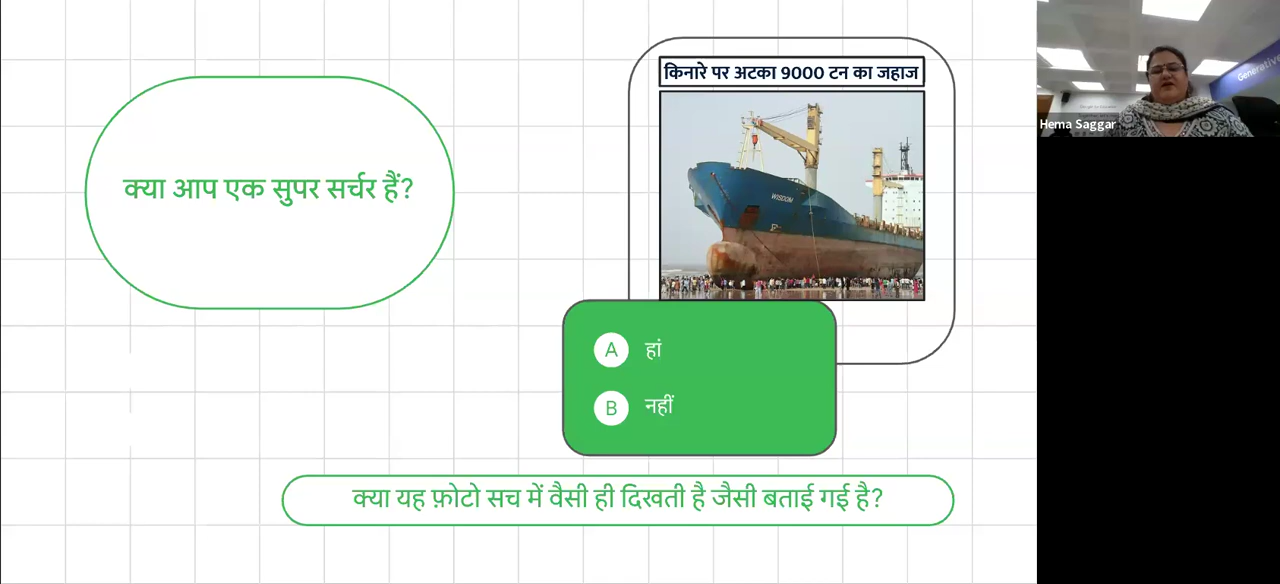 क्या आप एक सुपर सर्चर हैं?
किनारे पर अटका 9000 टन का जहाज
WISDOM
A हां
B नहीं
क्या यह फ़ोटो सच में वैसी ही दिखती है जैसी बताई गई है?
Hema Saggar
Generative